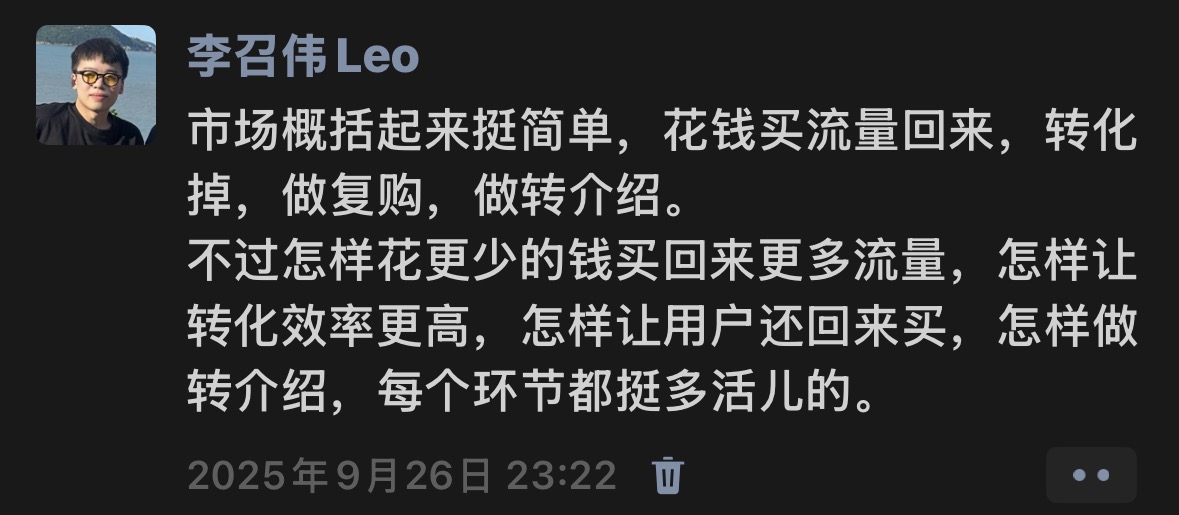 李召伟Leo
市场概括起来挺简单，花钱买流量回来，转化
掉，做复购，做转介绍。
不过怎样花更少的钱买回来更多流量，怎样让
转化效率更高，怎样让用户还回来买，怎样做
转介绍，每个环节都挺多活儿的。
2025年9月26日 23:22